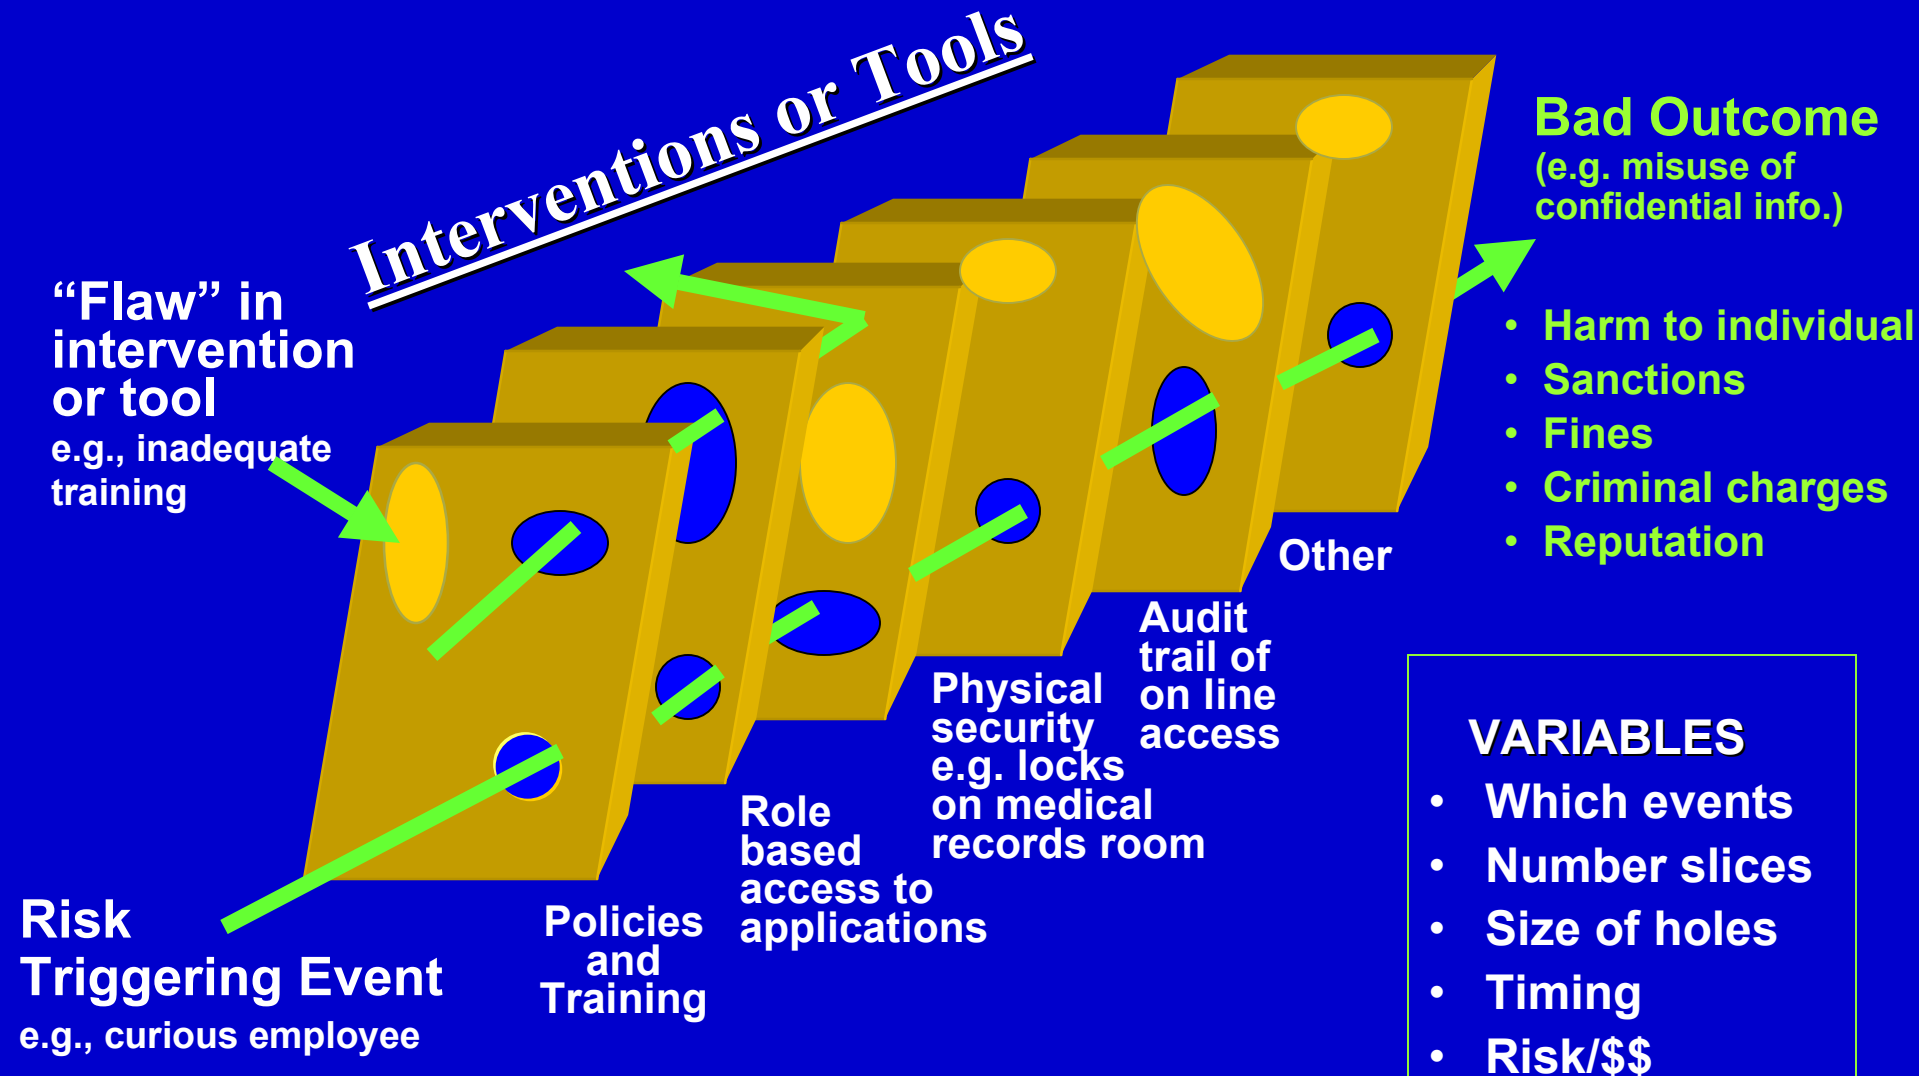 Interventions or Tools
“Flaw” in
intervention
or tool
e.g., inadequate
training
Risk
Triggering Event
e.g., curious employee
Policies
and
Training
Role
based
access to
applications
Physical
security
e.g. locks
on medical
records room
Audit
trail of
on line
access
Other
Bad Outcome
(e.g. misuse of
confidential info.)
• Harm to individual
• Sanctions
• Fines
• Criminal charges
• Reputation
VARIABLES
• Which events
• Number slices
• Size of holes
• Timing
• Risk/$$